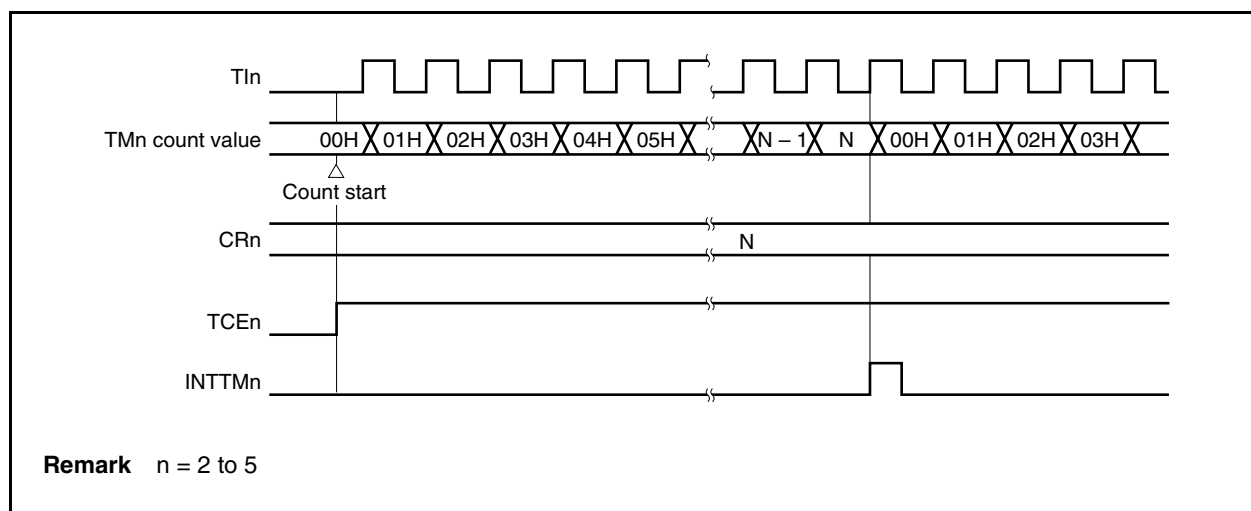 TIn
TMn count value 00H 01H 02H 03H 04H 05H N – 1 N 00H 01H 02H 03H
Count start
CRn N
TCEn
INTTMn
Remark n = 2 to 5